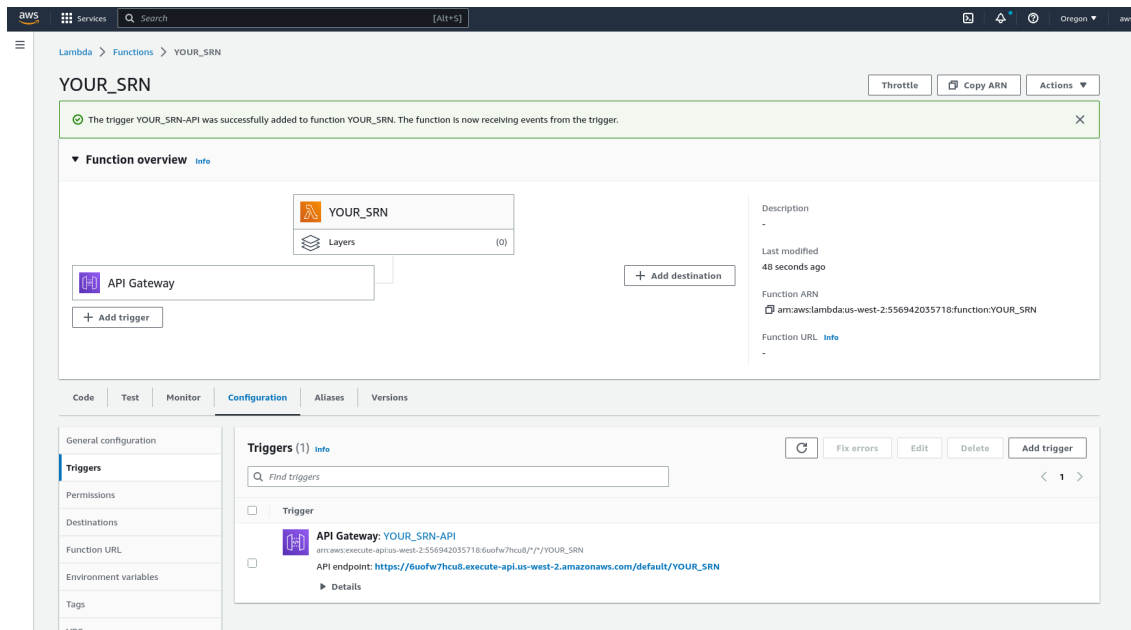 aws Services Search [Alt+S] Oregon ▼ aws
Lambda > Functions > YOUR_SRN
YOUR_SRN
Throttle Copy ARN Actions ▼
The trigger YOUR_SRN-API was successfully added to function YOUR_SRN. The function is now receiving events from the trigger.
▼ Function overview Info
YOUR_SRN
Layers (0)
API Gateway
+ Add trigger
+ Add destination
Description
-
Last modified
48 seconds ago
Function ARN
arn:aws:lambda:us-west-2:556942035718:function:YOUR_SRN
Function URL Info
-
Code Test Monitor Configuration Aliases Versions
General configuration
Triggers
Permissions
Destinations
Function URL
Environment variables
Tags
Triggers (1) Info
Fix errors Edit Delete Add trigger
Find triggers
< 1 >
Trigger
API Gateway: YOUR_SRN-API
arn:aws:execute-api:us-west-2:556942035718:6uofw7hcu8/*/*/YOUR_SRN
API endpoint: https://6uofw7hcu8.execute-api.us-west-2.amazonaws.com/default/YOUR_SRN
▶ Details